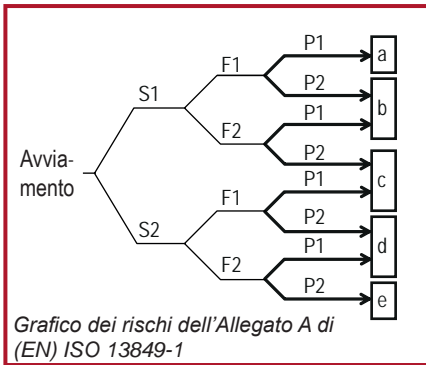 P1
a
F1
P2
S1
P1
b
F2
P2
Avvia-
mento
c
P1
F1
P2
S2
P1
d
F2
P2
e
Grafico dei rischi dell'Allegato A di
(EN) ISO 13849-1